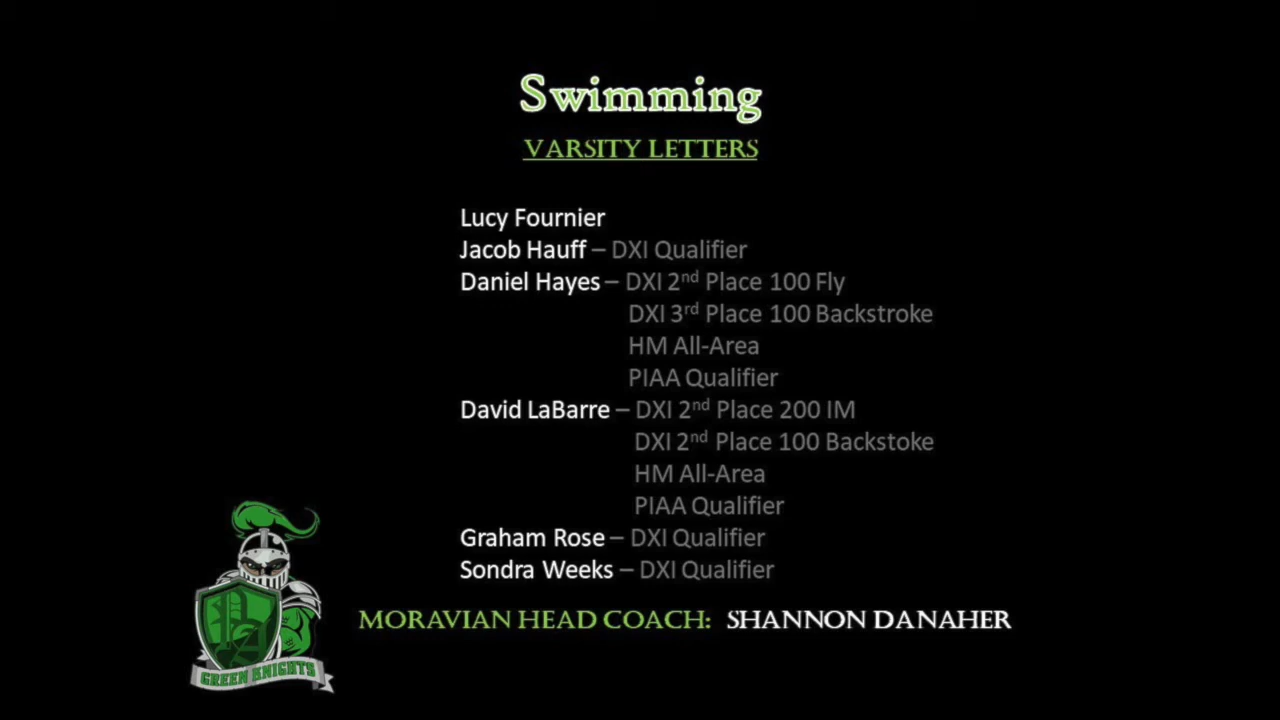 Swimming
VARSITY LETTERS
Lucy Fournier
Jacob Hauff – DXI Qualifier
Daniel Hayes – DXI 2nd Place 100 Fly
DXI 3rd Place 100 Backstroke
HM All-Area
PIAA Qualifier
David LaBarre – DXI 2nd Place 200 IM
DXI 2nd Place 100 Backstoke
HM All-Area
PIAA Qualifier
Graham Rose – DXI Qualifier
Sondra Weeks – DXI Qualifier
MORAVIAN HEAD COACH: SHANNON DANAHER
GREEN KNIGHTS